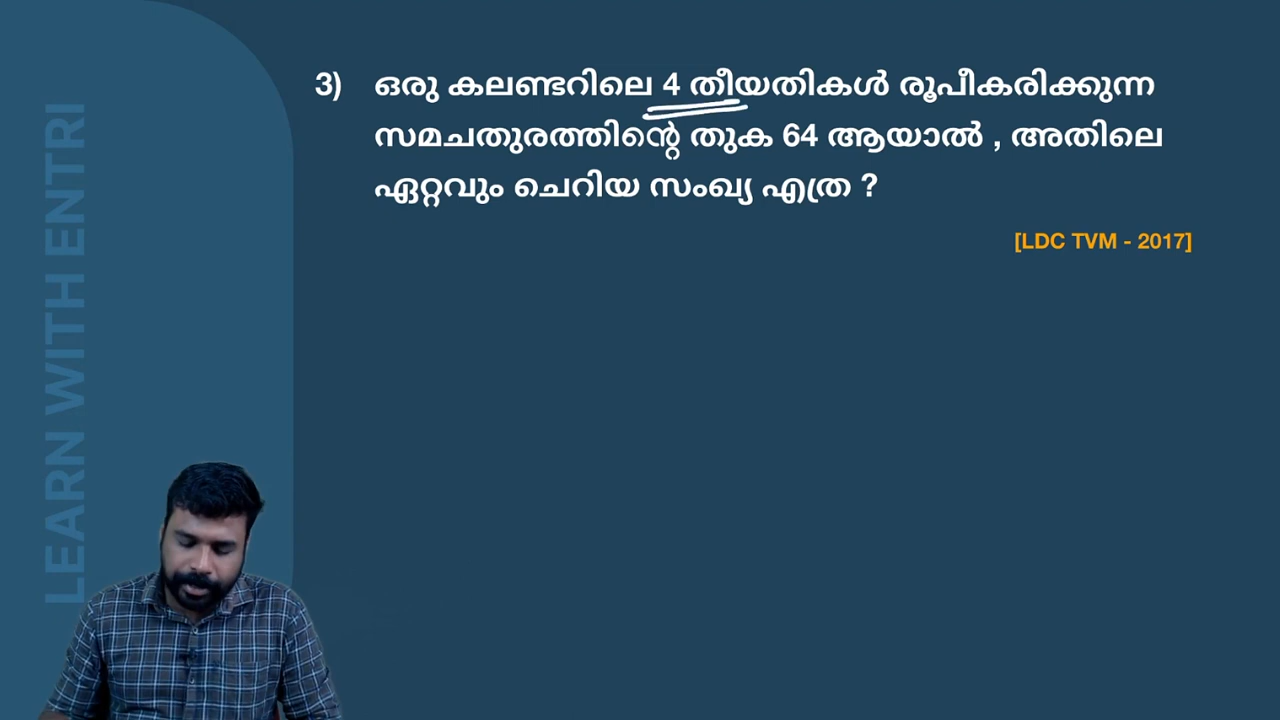 3) ഒരു കലണ്ടറിലെ 4 തീയതികൾ രൂപീകരിക്കുന്ന
സമചതുരത്തിന്റെ തുക 64 ആയാൽ , അതിലെ
ഏറ്റവും ചെറിയ സംഖ്യ എത്ര ?
[LDC TVM - 2017]
LEARN WITH ENTRI